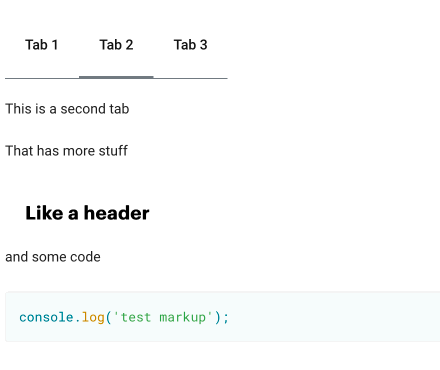 Tab 1 Tab 2 Tab 3
This is a second tab
That has more stuff
Like a header
and some code
console.log('test markup');